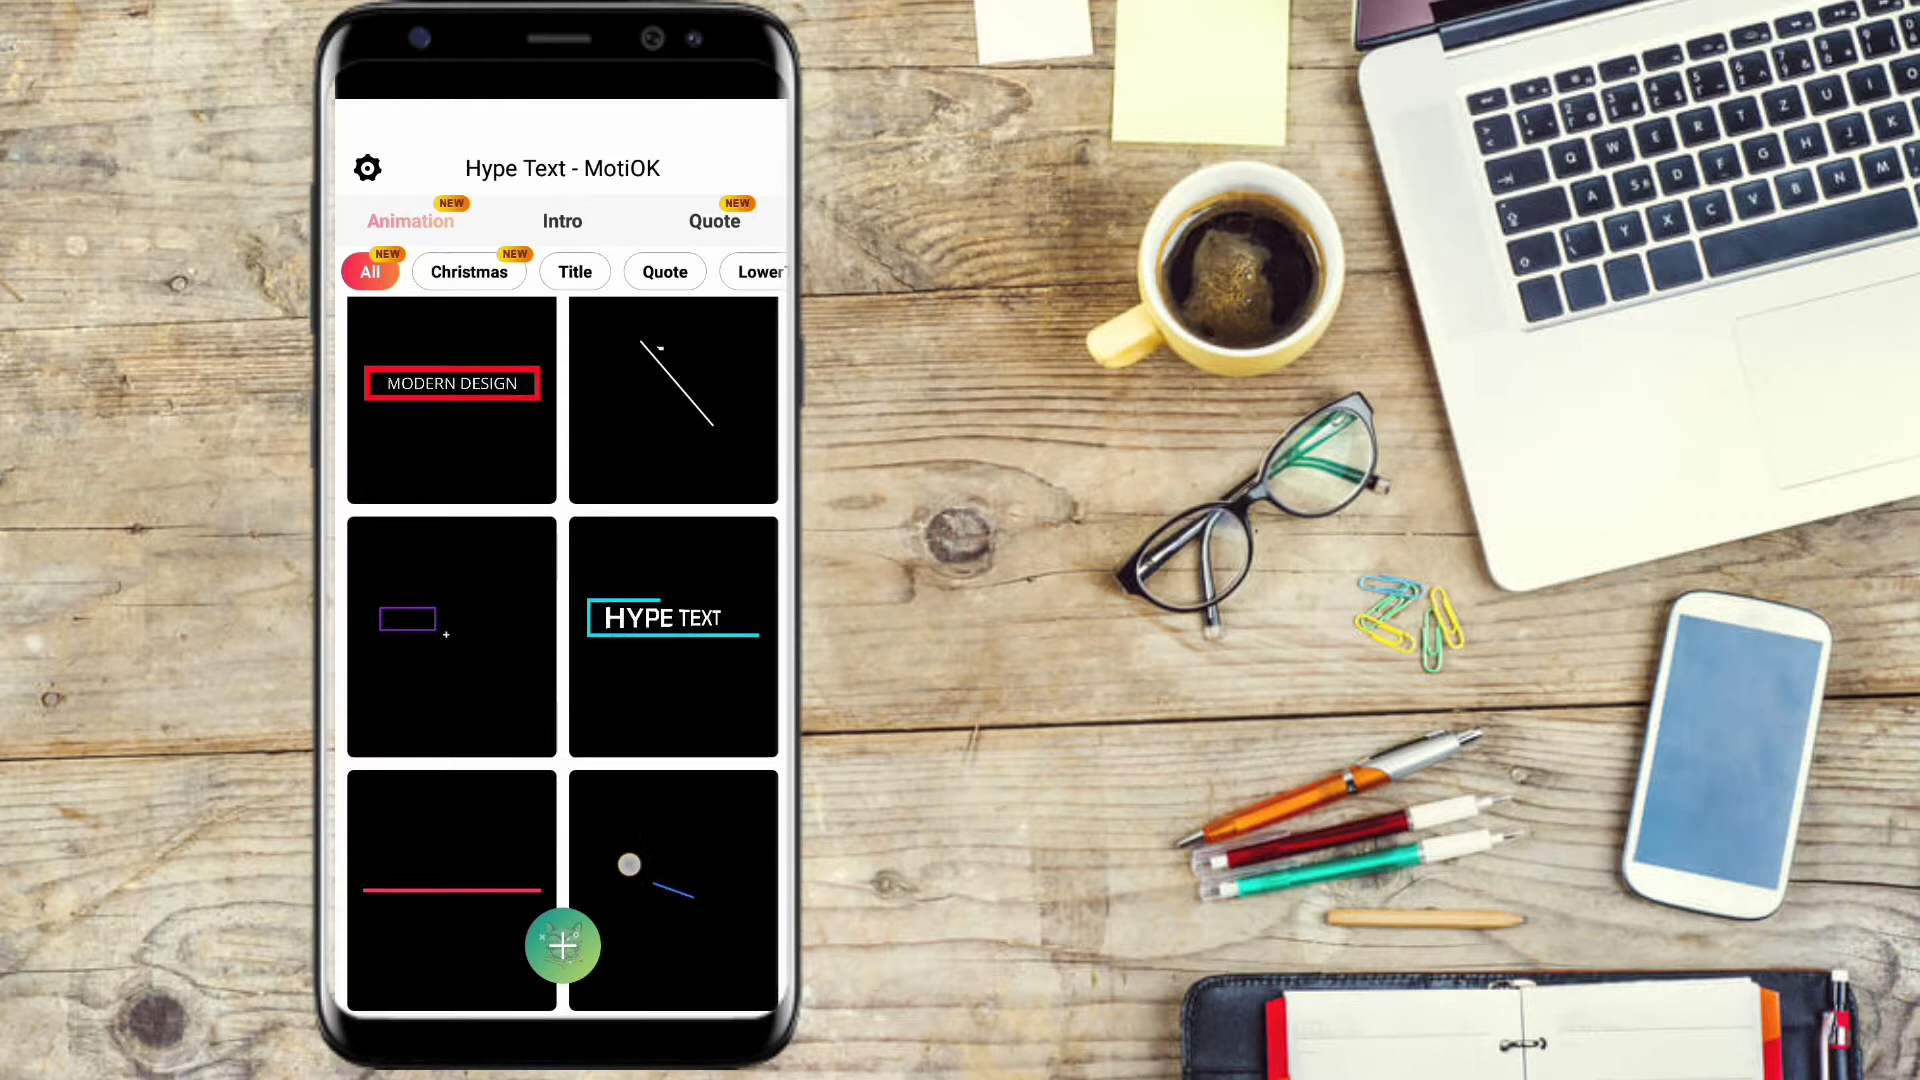 Hype Text - MotiOK
NEW
NEW
Animation
Intro
Quote
NEW
NEW
All
Christmas
Title
Quote
Lower
MODERN DESIGN
HYPE TEXT
Q W E R T Z U I O
A S D F G H J K
Y X C V B N M